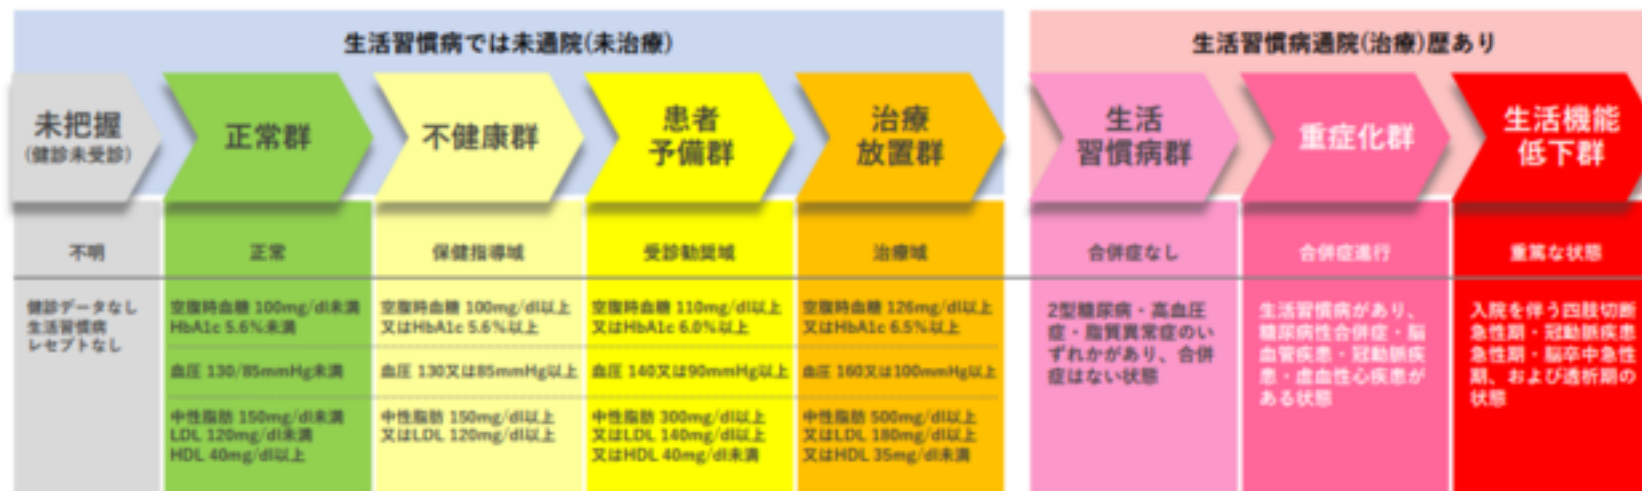 生活習慣病では未通院(未治療)
生活習慣病通院(治療)歴あり
未把握
(健診未受診)
正常群
不健康群
患者
予備群
治療
放置群
生活
習慣病群
重症化群
生活機能
低下群
不明
正常
保健指導域
受診勧奨域
治療域
合併症なし
合併症進行
重篤な状態
健診データなし
生活習慣病
レセプトなし
空腹時血糖 100mg/dl未満
HbA1c 5.6%未満
血圧 130/85mmHg未満
中性脂肪 150mg/dl未満
LDL 120mg/dl未満
HDL 40mg/dl以上
空腹時血糖 100mg/dl以上
又はHbA1c 5.6%以上
血圧 130又は85mmHg以上
中性脂肪 150mg/dl以上
又はLDL 120mg/dl以上
空腹時血糖 110mg/dl以上
又はHbA1c 6.0%以上
血圧 140又は90mmHg以上
中性脂肪 300mg/dl以上
又はLDL 140mg/dl以上
又はHDL 40mg/dl未満
空腹時血糖 126mg/dl以上
又はHbA1c 6.5%以上
血圧 160又は100mmHg以上
中性脂肪 500mg/dl以上
又はLDL 180mg/dl以上
又はHDL 35mg/dl未満
2型糖尿病・高血圧
症・脂質異常症のい
ずれかがあり、合併
症はない状態
生活習慣病があり、
糖尿病性合併症・脳
血管疾患・冠動脈疾
患・虚血性心疾患が
ある状態
入院を伴う四肢切断
急性期・冠動脈疾患
急性期・脳卒中急性
期、および透析期の
状態